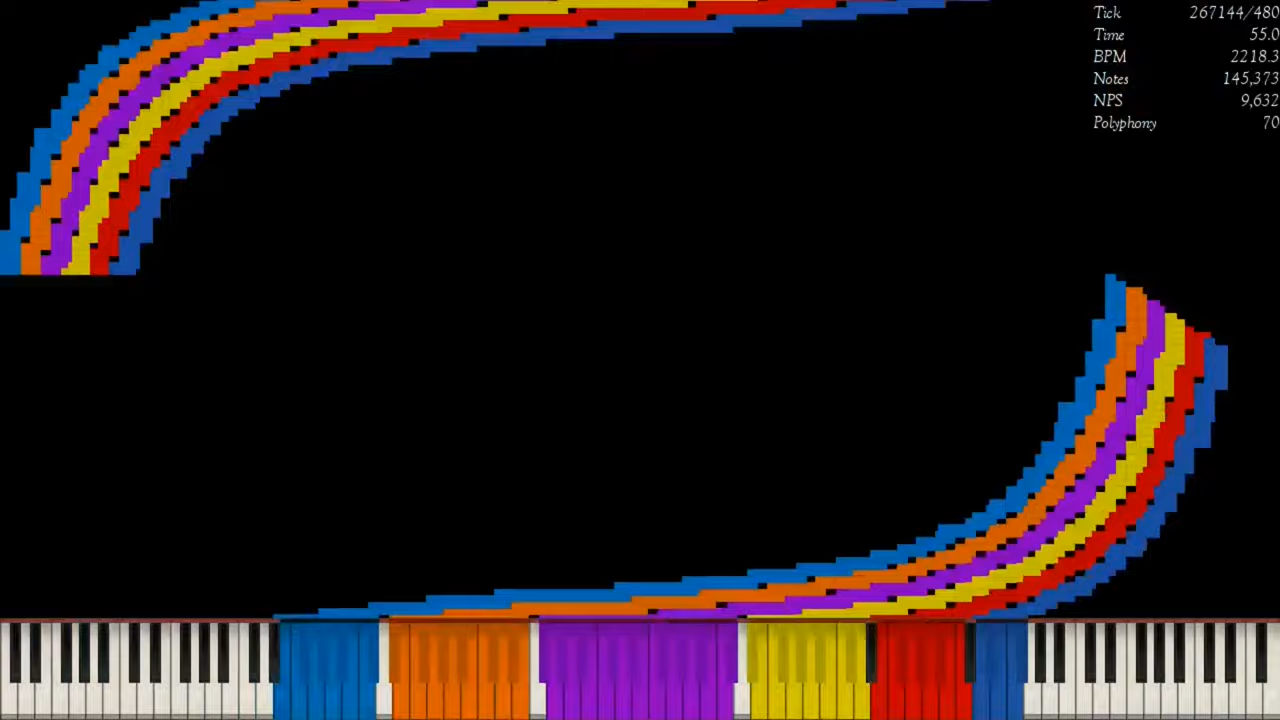 Tick 267144/480
Time 55.0
BPM 2218.3
Notes 145,373
NPS 9,632
Polyphony 70